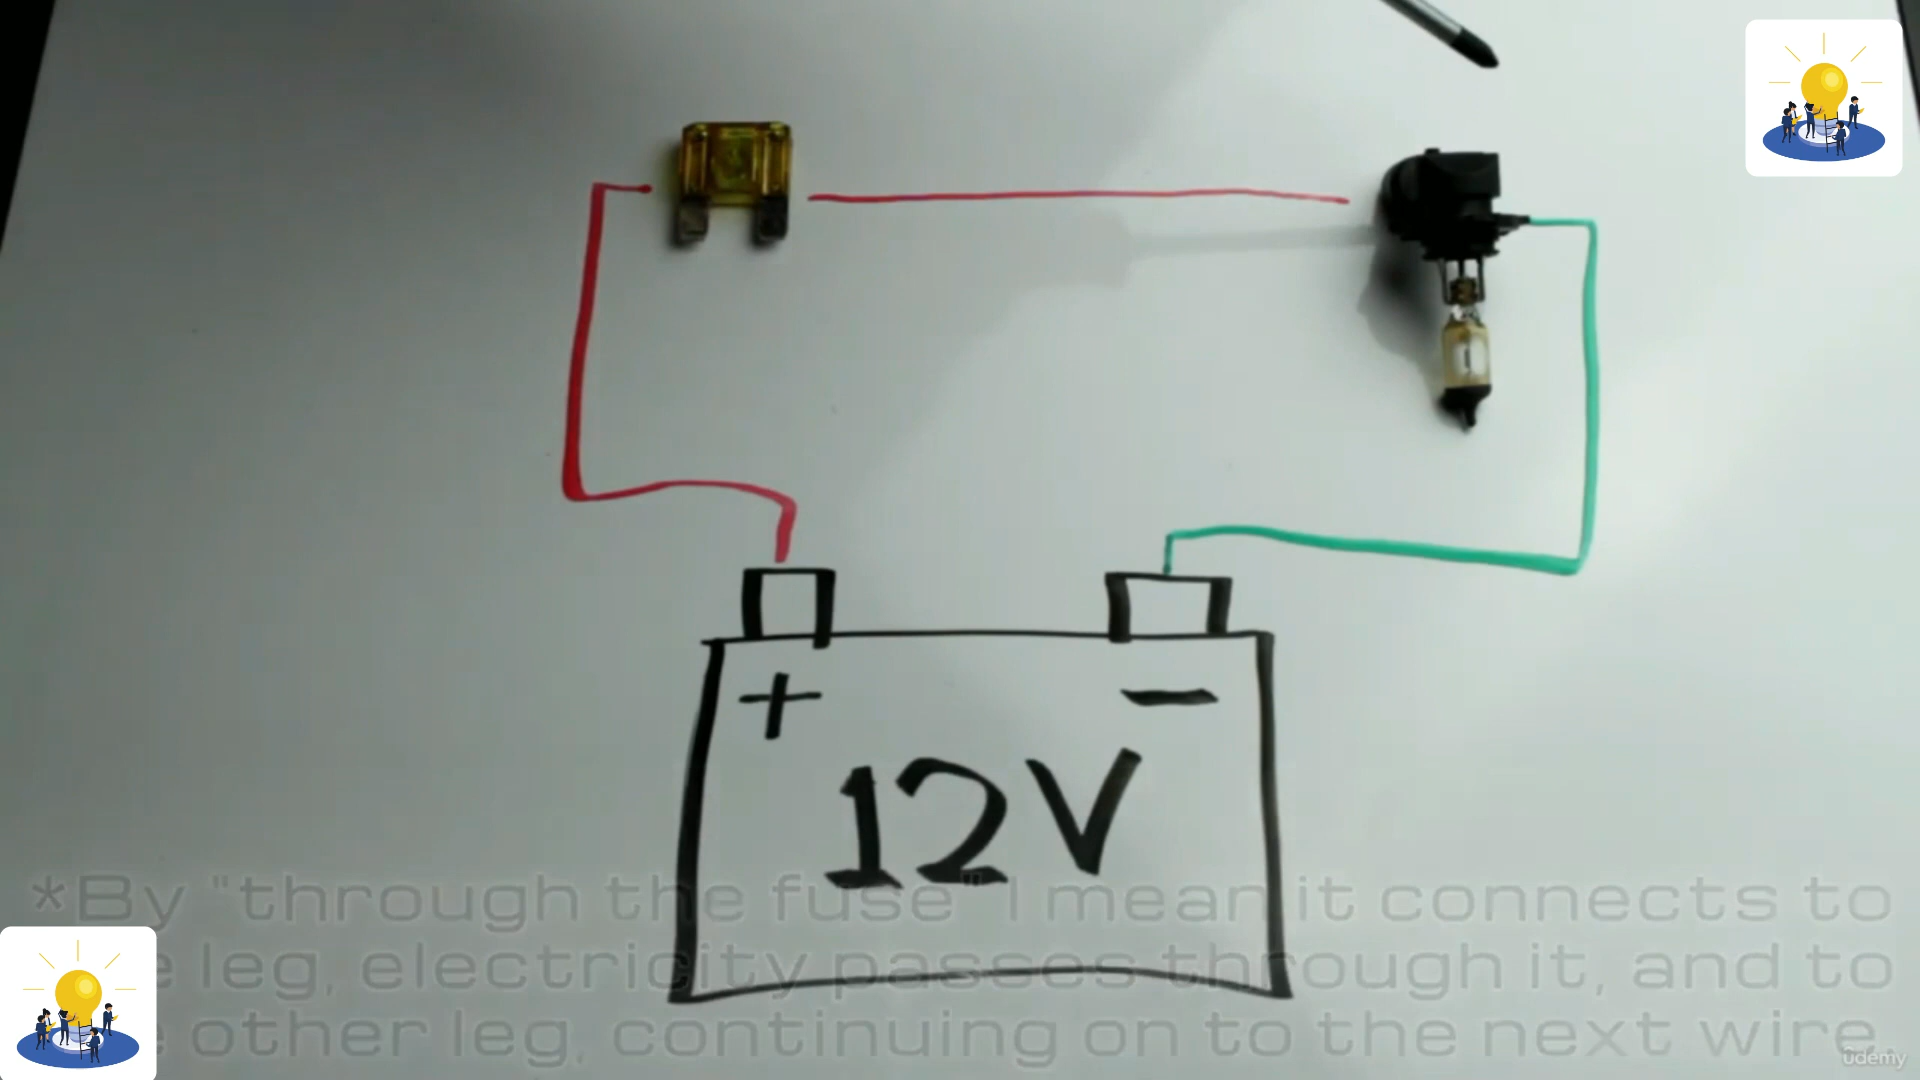 + −
12V
*By "through the fuse" I mean it connects to
leg, electricity passes through it, and to
other leg, continuing on to the next wire.
ûdemy